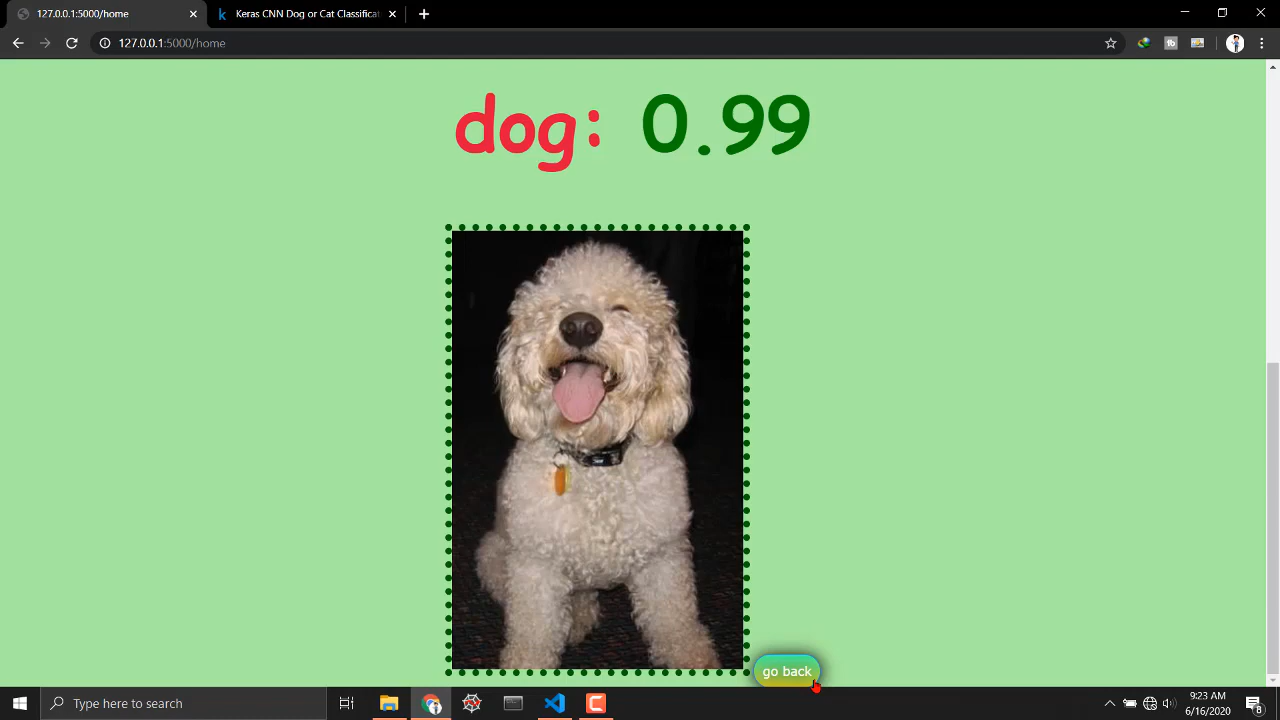 127.0.0.1:5000/home
Keras CNN Dog or Cat Classificat
127.0.0.1:5000/home
dog: 0.99
go back
Type here to search
9:23 AM
6/16/2020
8